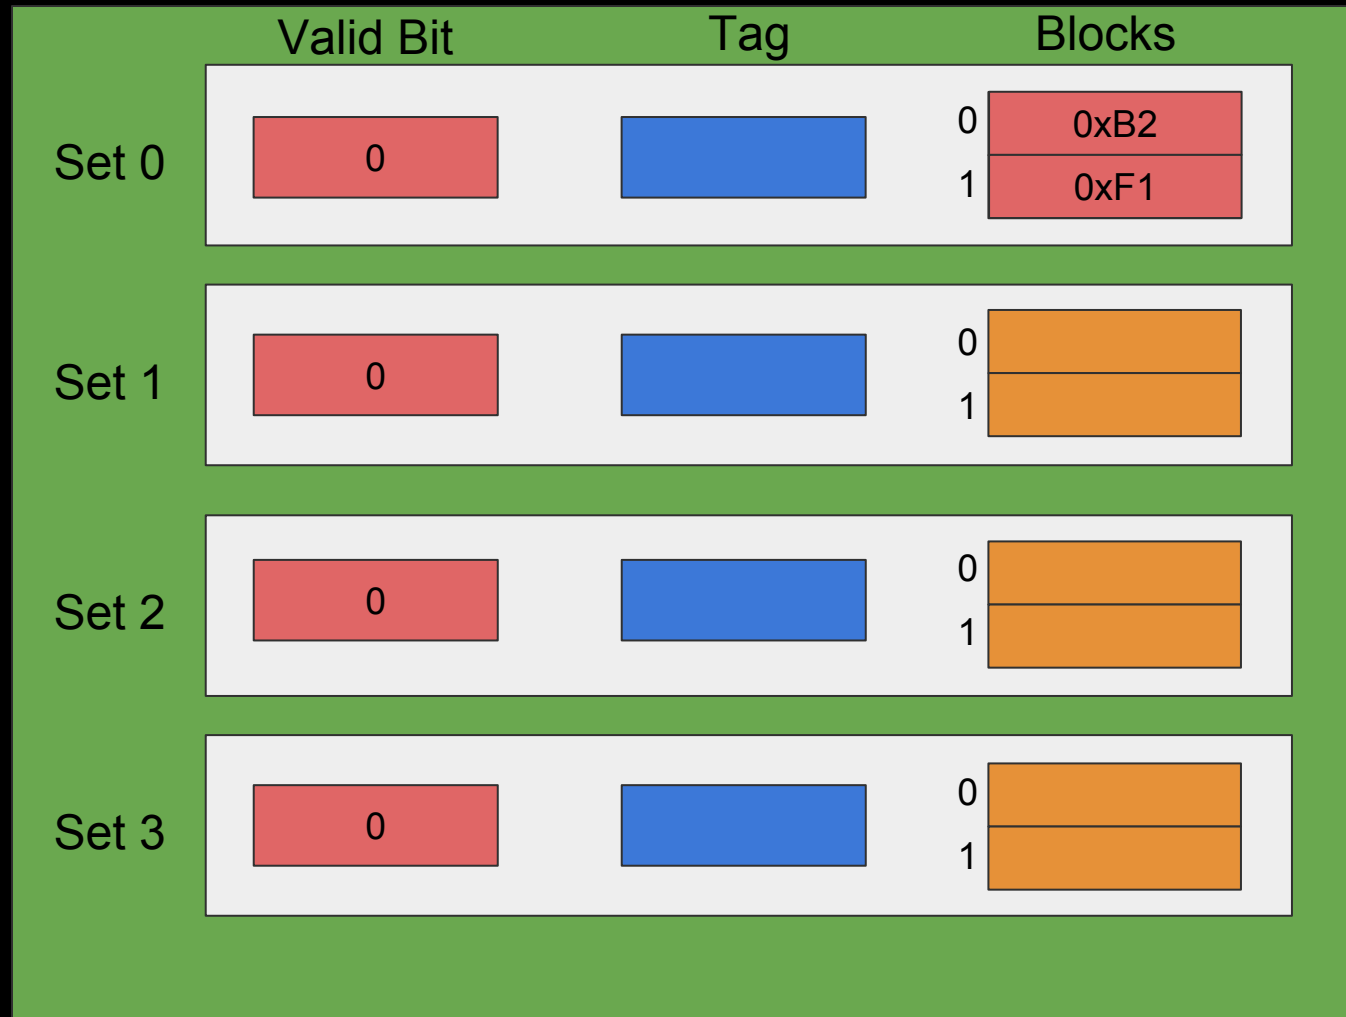 Valid Bit Tag Blocks
Set 0 0 0 0xB2
1 0xF1
Set 1 0 0
1
Set 2 0 0
1
Set 3 0 0
1